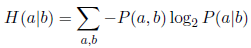 H(a|b) = ∑_{a,b} −P(a, b) log₂ P(a|b)